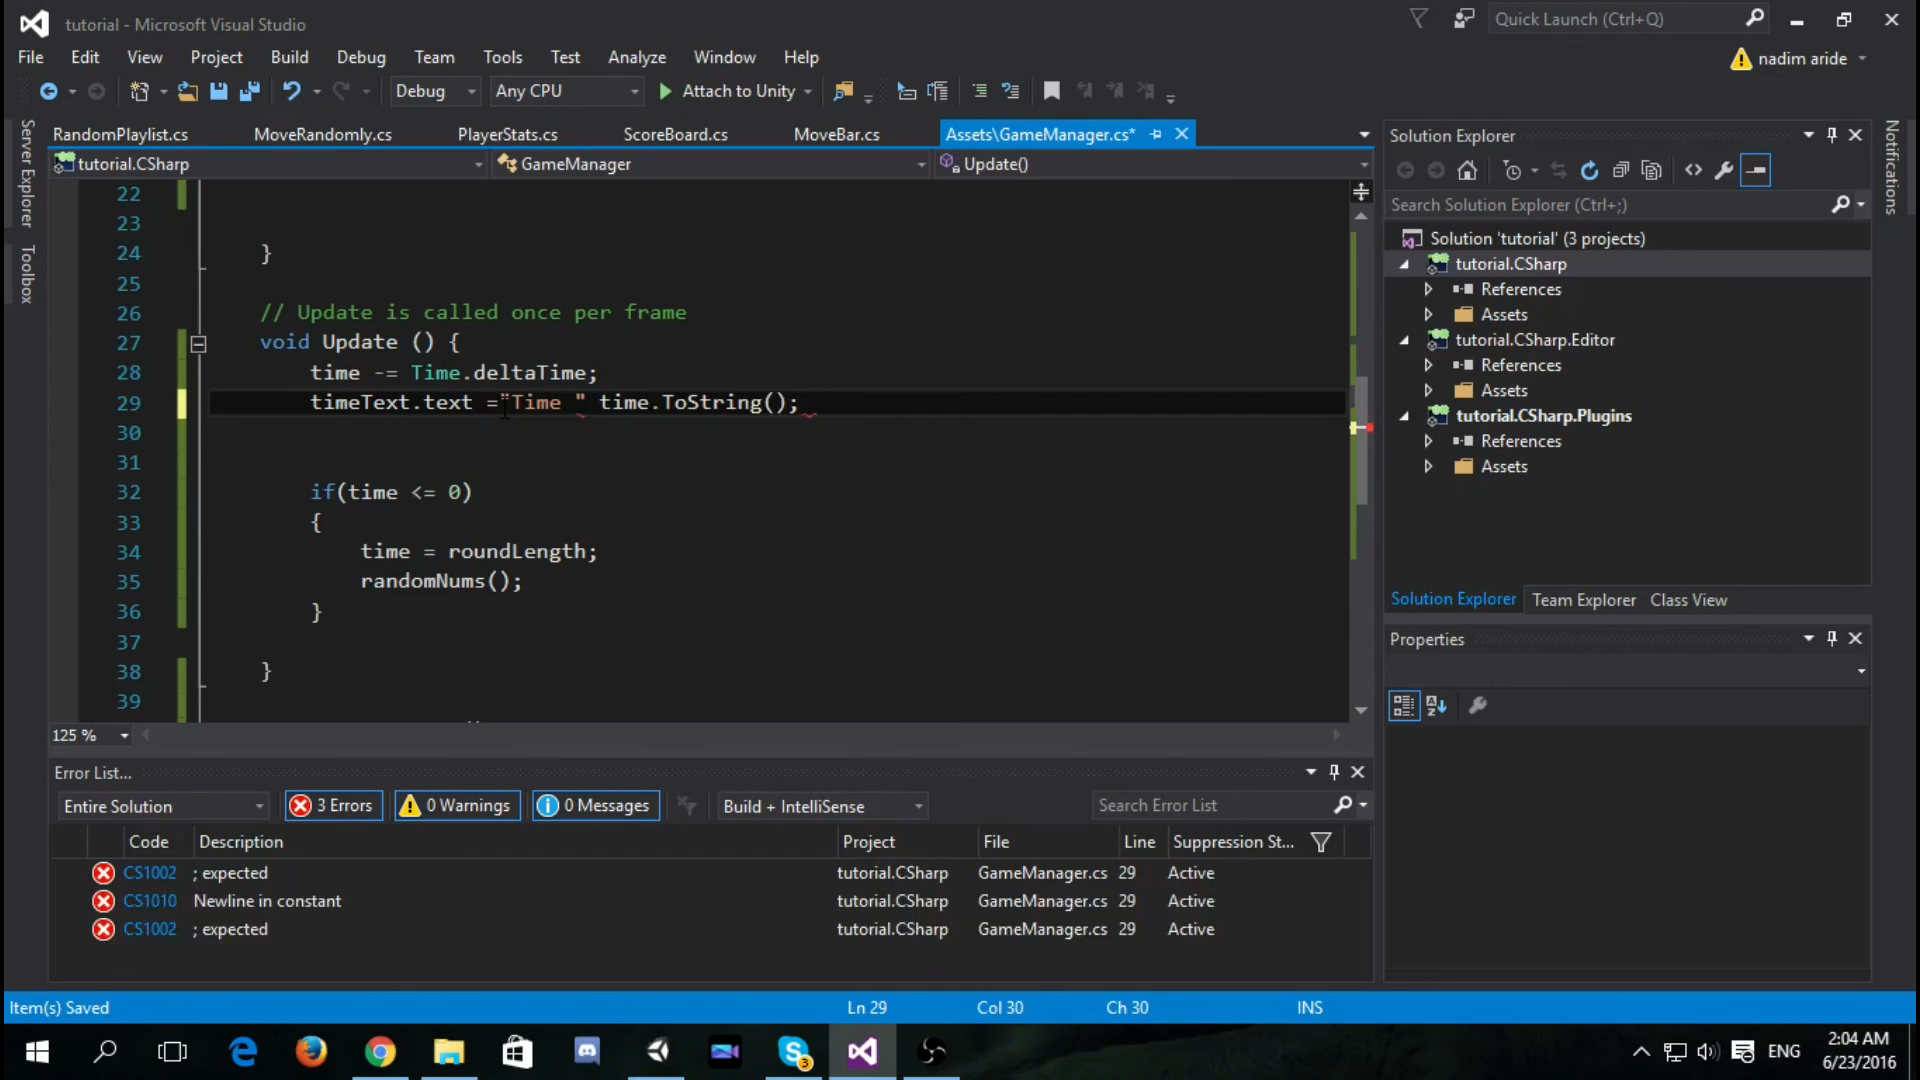 tutorial - Microsoft Visual Studio
Quick Launch (Ctrl+Q)
File Edit View Project Build Debug Team Tools Test Analyze Window Help
nadim aride
Debug Any CPU Attach to Unity
Server Explorer
Toolbox
RandomPlaylist.cs MoveRandomly.cs PlayerStats.cs ScoreBoard.cs MoveBar.cs Assets\GameManager.cs*
tutorial.CSharp GameManager Update()
22
23
24 }
25
26 // Update is called once per frame
27 void Update () {
28 time -= Time.deltaTime;
29 timeText.text ="Time " time.ToString();
30
31
32 if(time <= 0)
33 {
34 time = roundLength;
35 randomNums();
36 }
37
38 }
39
125 %
Solution Explorer
Search Solution Explorer (Ctrl+;)
Solution 'tutorial' (3 projects)
tutorial.CSharp
References
Assets
tutorial.CSharp.Editor
References
Assets
tutorial.CSharp.Plugins
References
Assets
Solution Explorer Team Explorer Class View
Properties
Notifications
Error List...
Entire Solution 3 Errors 0 Warnings 0 Messages Build + IntelliSense Search Error List
Code Description Project File Line Suppression St...
CS1002 ; expected tutorial.CSharp GameManager.cs 29 Active
CS1010 Newline in constant tutorial.CSharp GameManager.cs 29 Active
CS1002 ; expected tutorial.CSharp GameManager.cs 29 Active
Item(s) Saved Ln 29 Col 30 Ch 30 INS
3
ENG
2:04 AM
6/23/2016